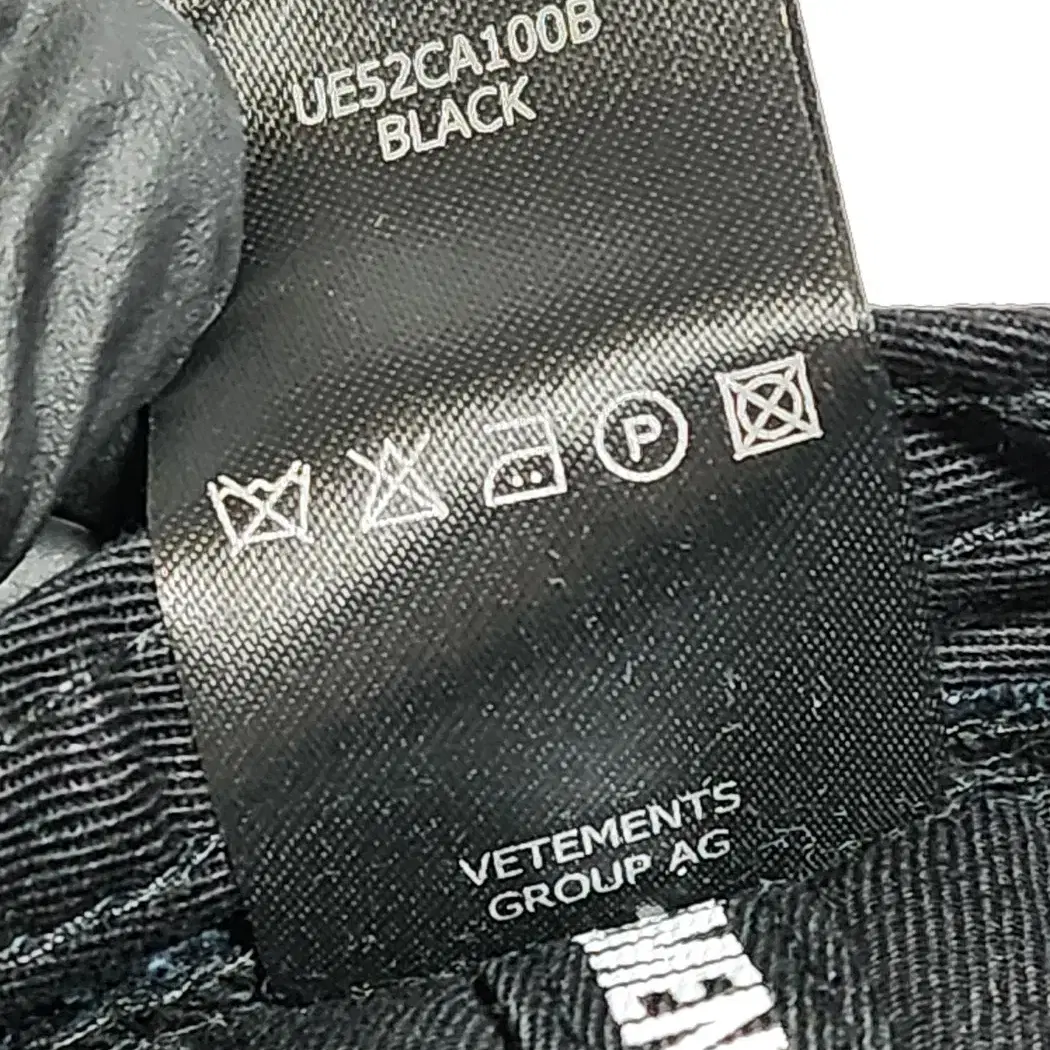 UE52CA100B
BLACK
P
VETEMENTS
GROUP AG